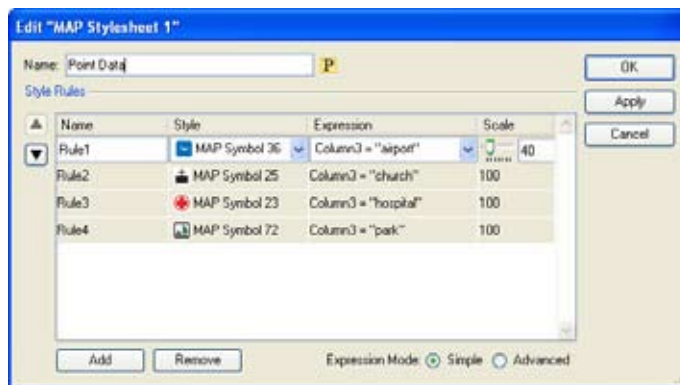 Edit "MAP Stylesheet 1"
Name: Point Data P OK
Style Rules Apply
Name Style Expression Scale Cancel
Rule1 MAP Symbol 36 Column3 = "airport" 40
Rule2 MAP Symbol 25 Column3 = "church" 100
Rule3 MAP Symbol 23 Column3 = "hospital" 100
Rule4 MAP Symbol 72 Column3 = "park" 100
Add Remove Expression Mode: Simple Advanced